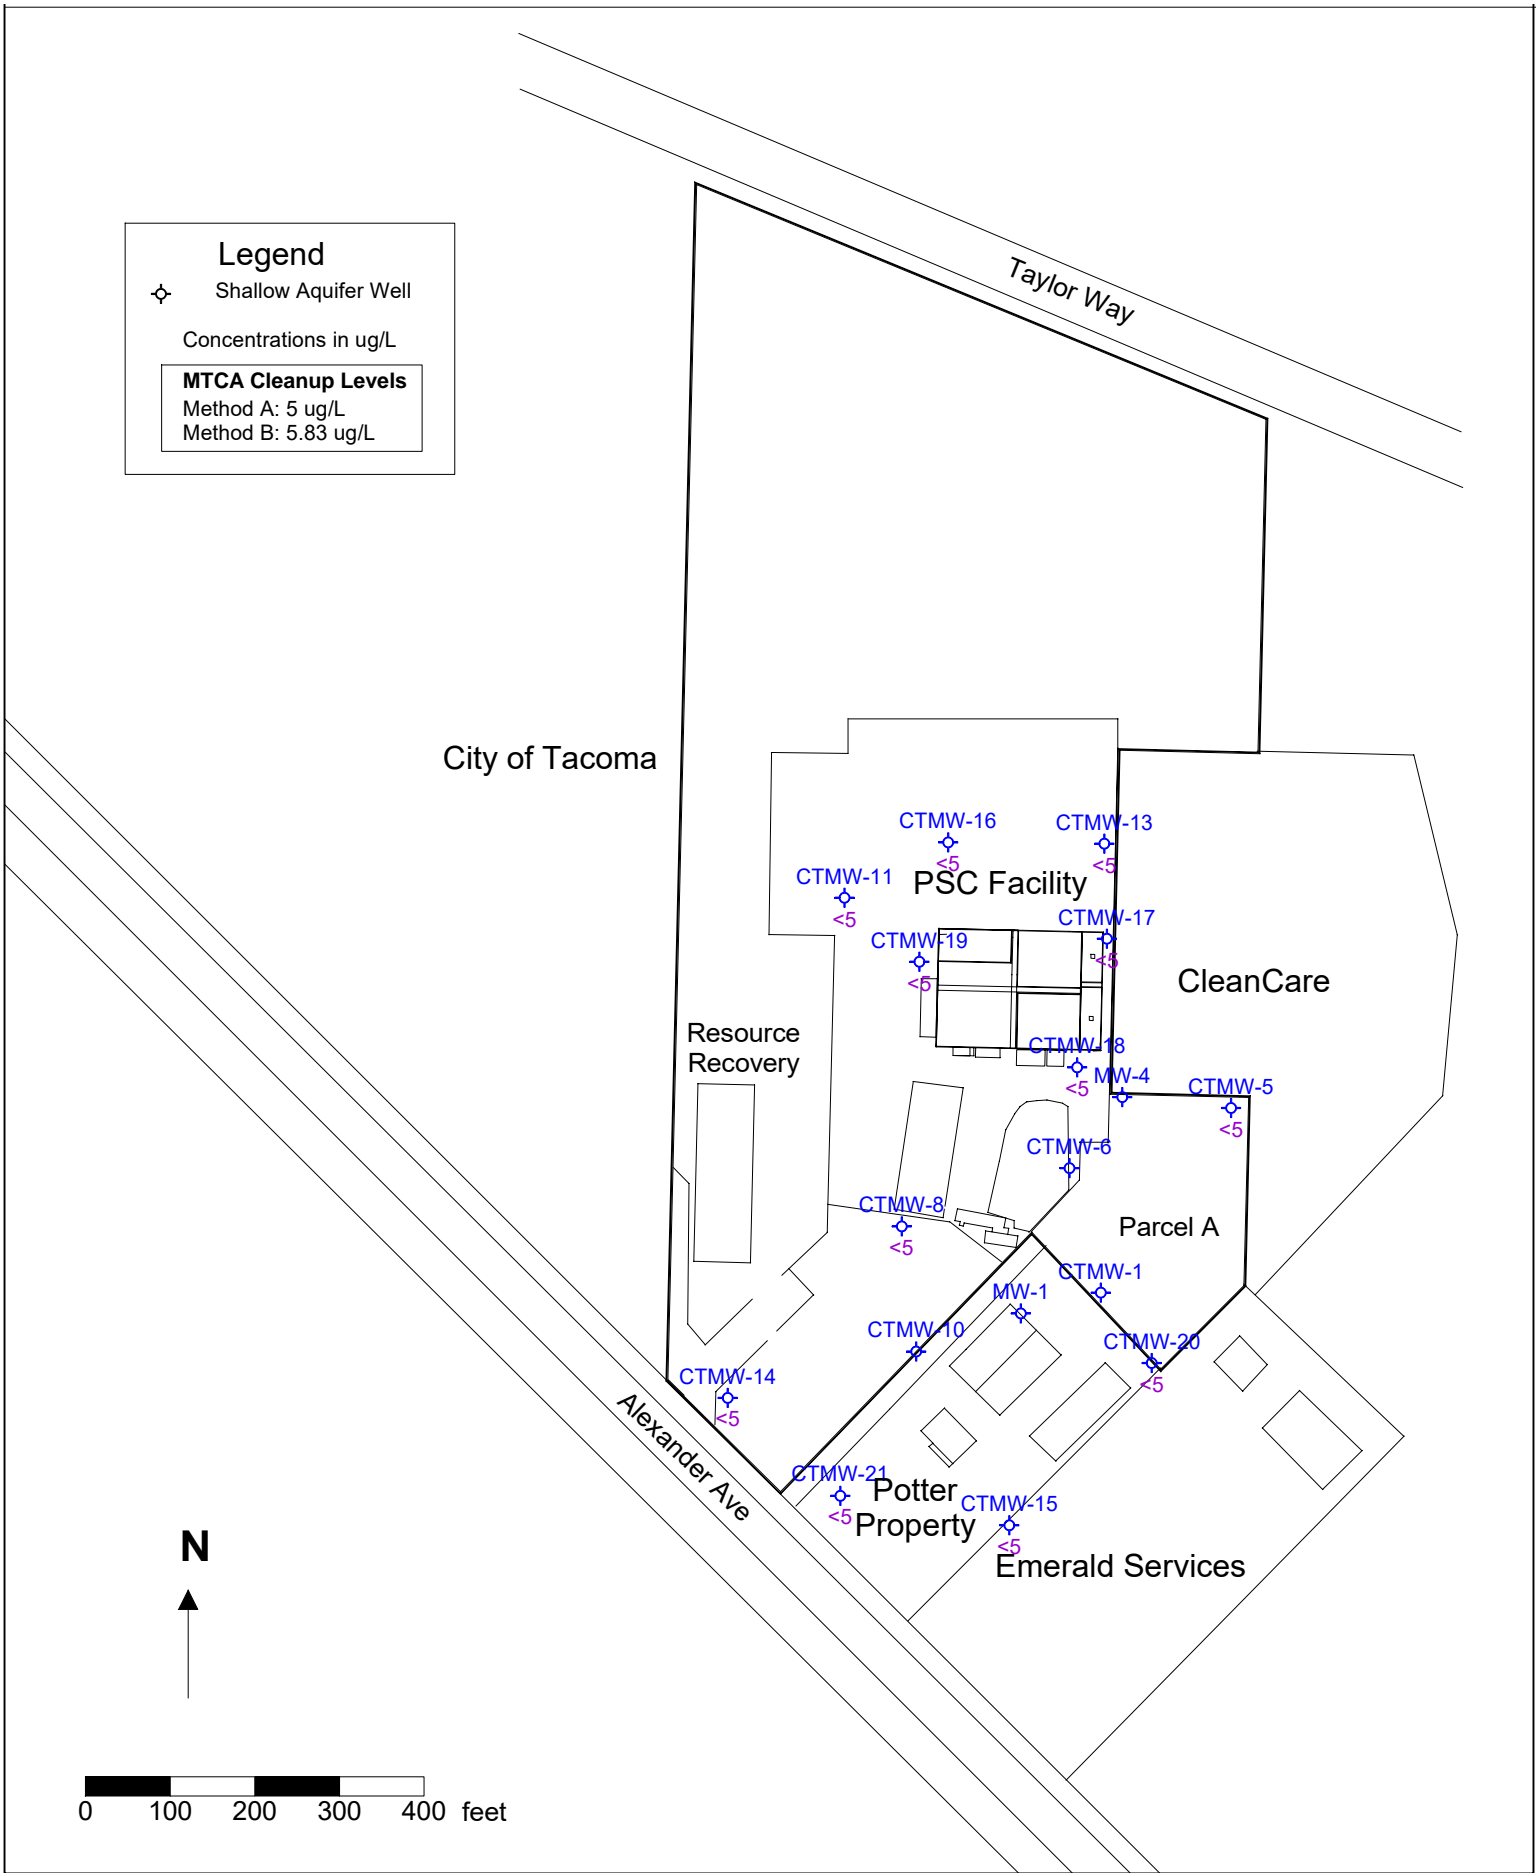 Taylor Way
Legend
Shallow Aquifer Well
Concentrations in ug/L
MTCA Cleanup Levels
Method A: 5 ug/L
Method B: 5.83 ug/L
City of Tacoma
CTMW-16
<5
CTMW-13
<5
PSC Facility
CTMW-11
<5
CTMW-17
<5
CTMW-19
<5
CleanCare
Resource
Recovery
CTMW-18
<5
MW-4
CTMW-5
<5
CTMW-6
CTMW-8
<5
Parcel A
CTMW-1
MW-1
CTMW-10
CTMW-20
<5
CTMW-14
<5
Alexander Ave
CTMW-21
<5
Potter
Property
CTMW-15
<5
Emerald Services
N
0 100 200 300 400 feet